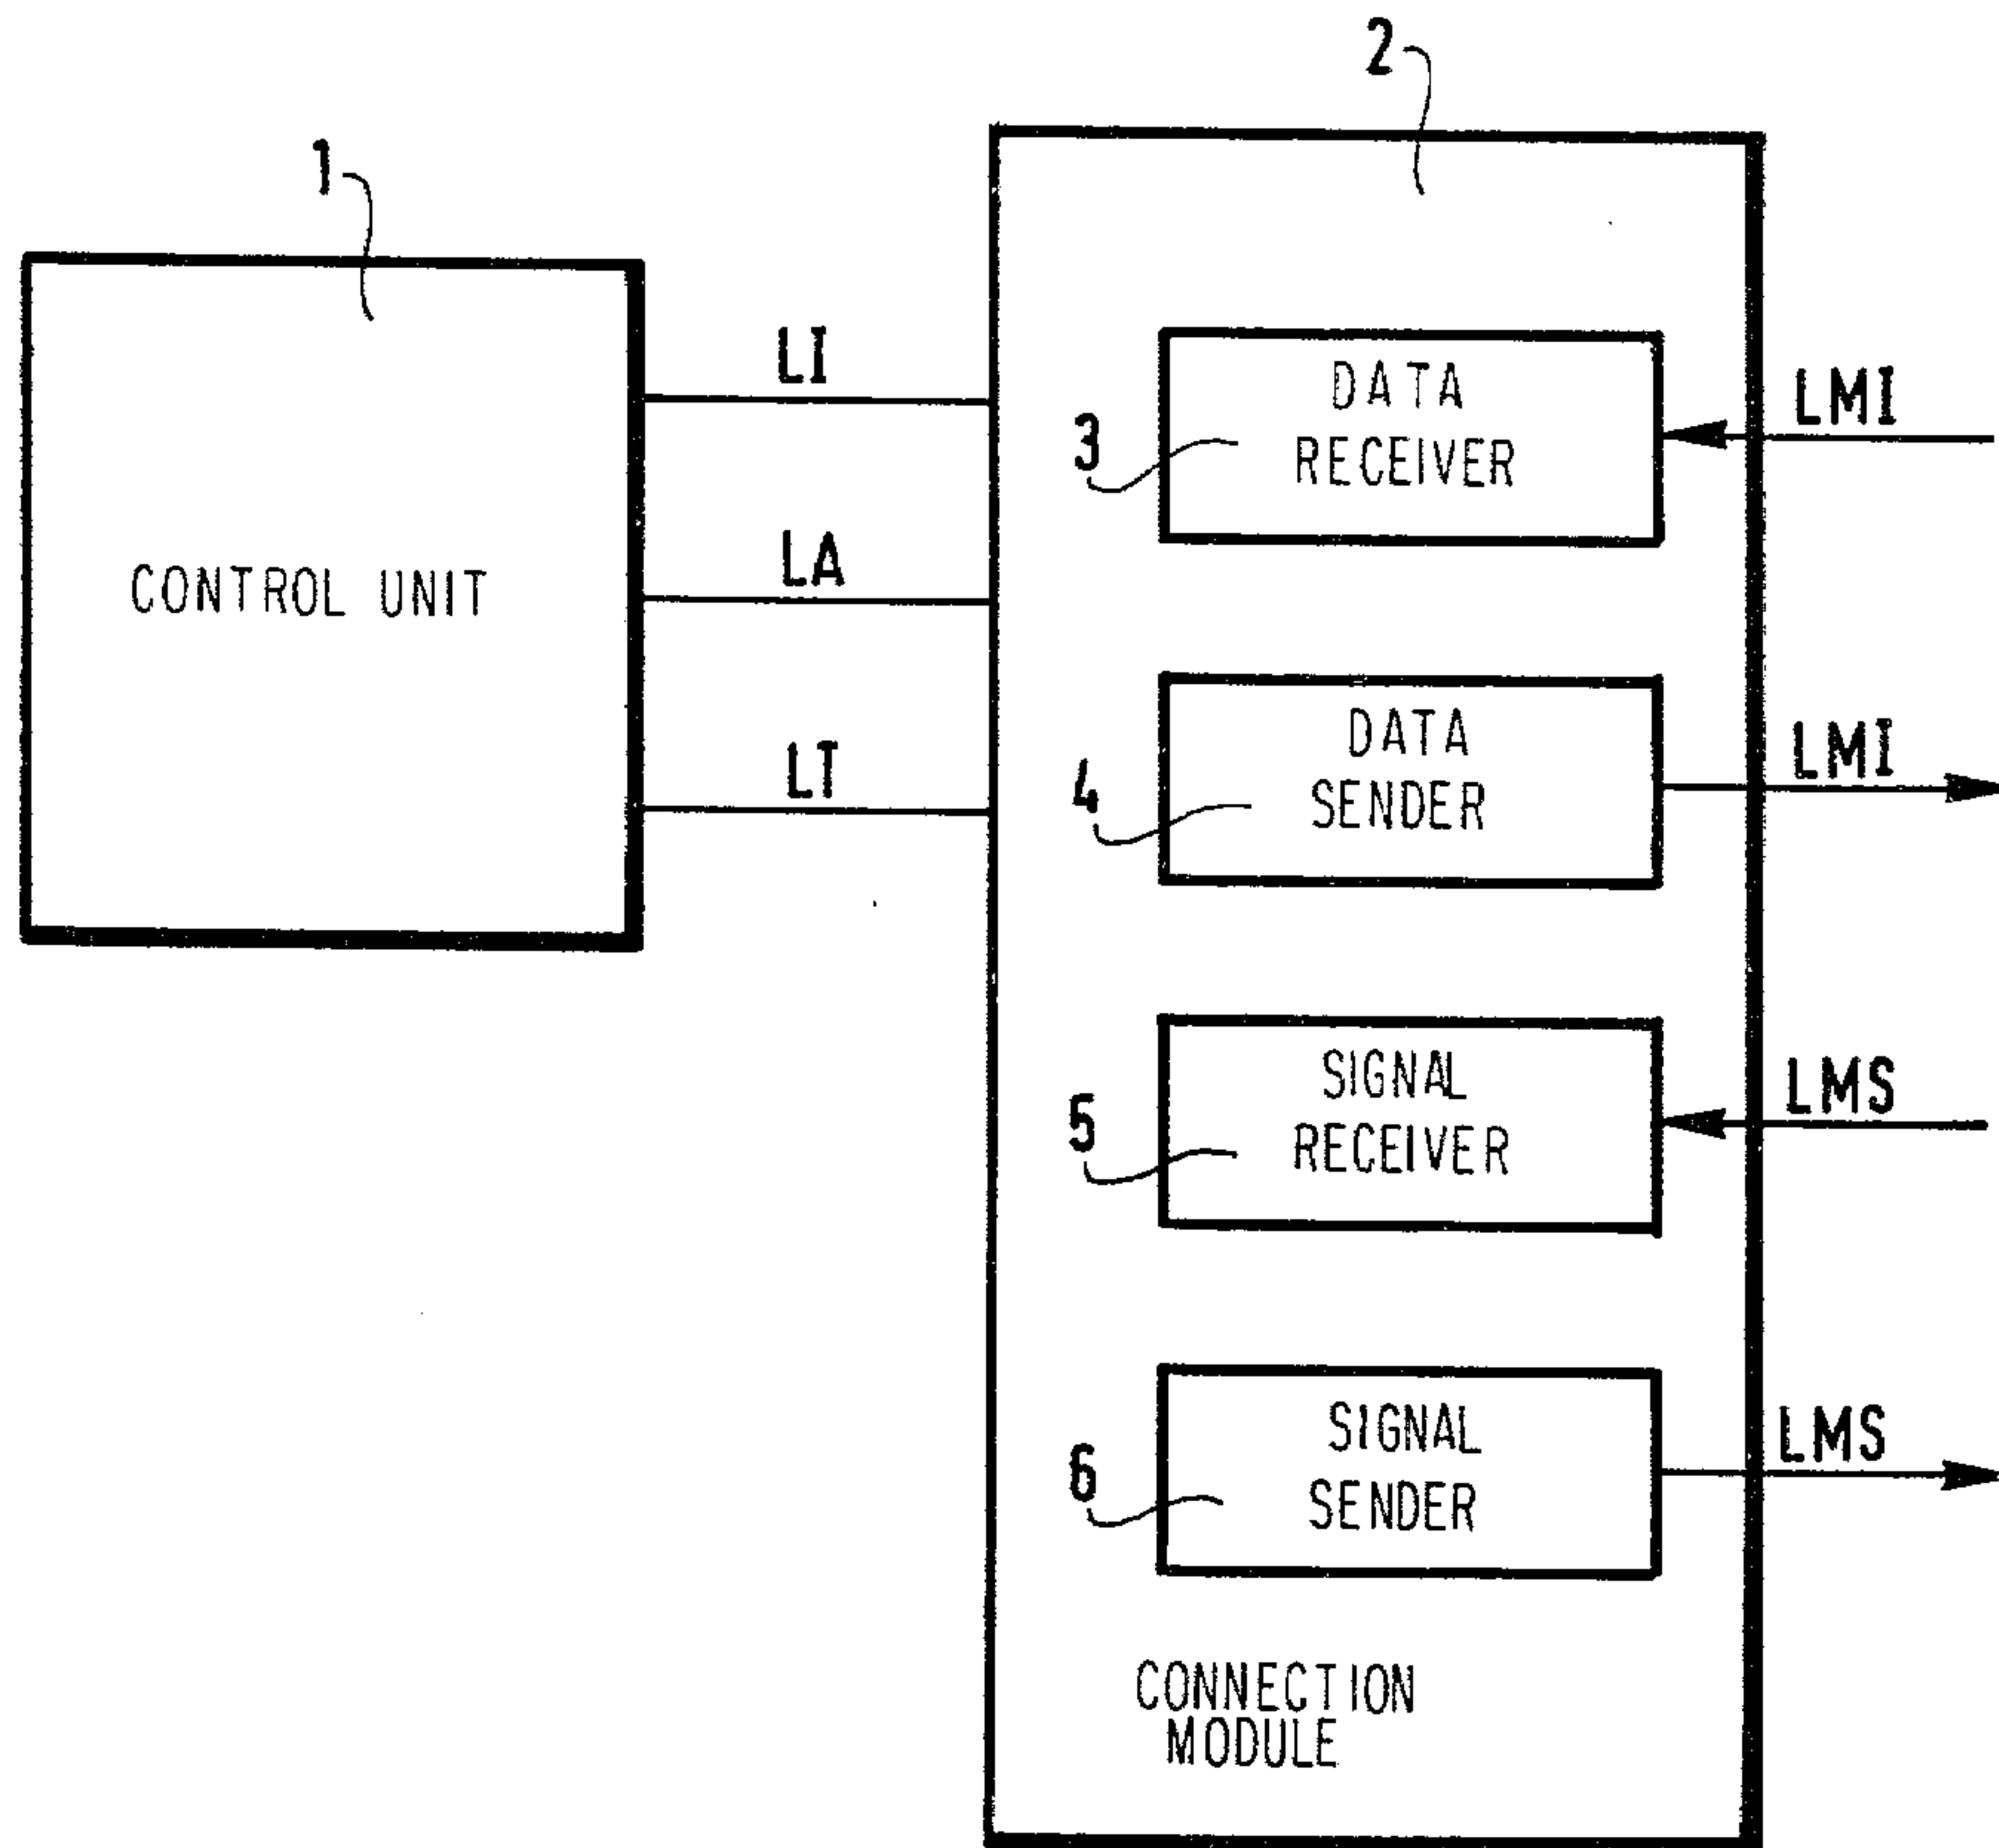 2
1
LI
DATA
RECEIVER
3
LMI
LA
CONTROL UNIT
LT
DATA
SENDER
4
LMI
SIGNAL
RECEIVER
5
LMS
SIGNAL
SENDER
6
LMS
CONNECTION
MODULE